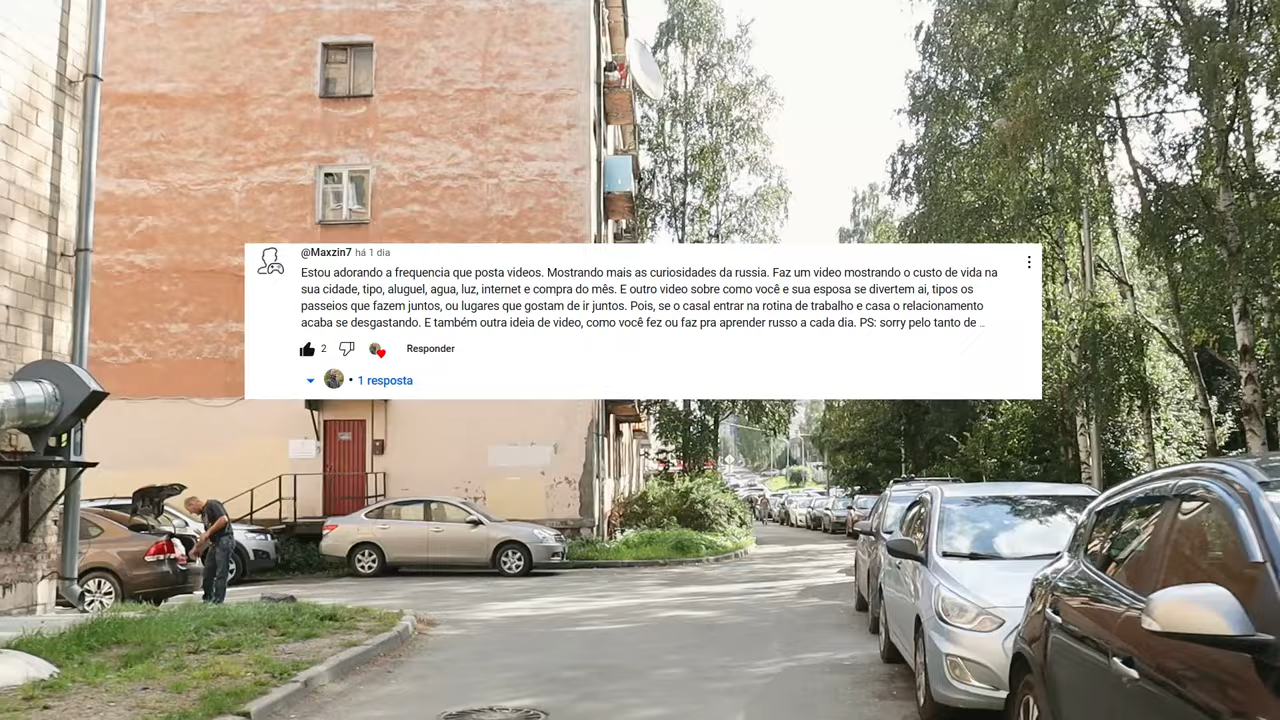 @Maxzin7 há 1 dia
Estou adorando a frequencia que posta videos. Mostrando mais as curiosidades da russia. Faz um video mostrando o custo de vida na
sua cidade, tipo, aluguel, agua, luz, internet e compra do mês. E outro video sobre como você e sua esposa se divertem ai, tipos os
passeios que fazem juntos, ou lugares que gostam de ir juntos. Pois, se o casal entrar na rotina de trabalho e casa o relacionamento
acaba se desgastando. E também outra ideia de video, como você fez ou faz pra aprender russo a cada dia. PS: sorry pelo tanto de ...
2 Responder
• 1 resposta